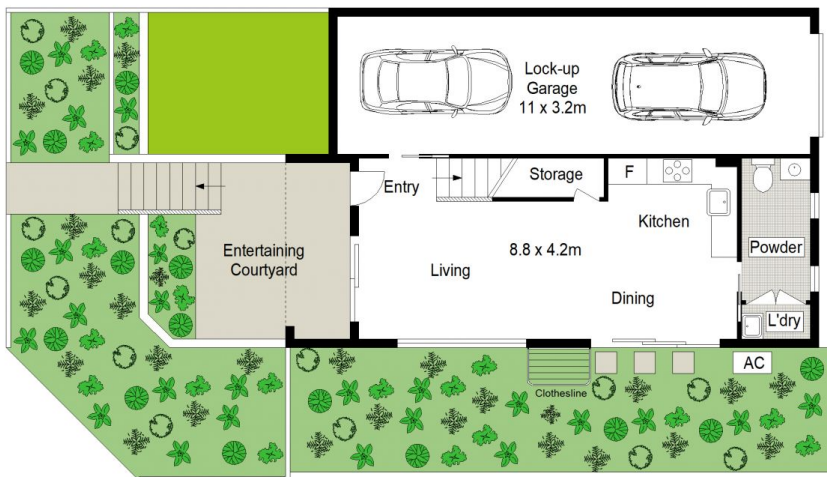 Lock-up
Garage
11 x 3.2m
Storage
F
Entry
Kitchen
Entertaining
Courtyard
8.8 x 4.2m
Powder
Living
Dining
L'dry
AC
Clothesline